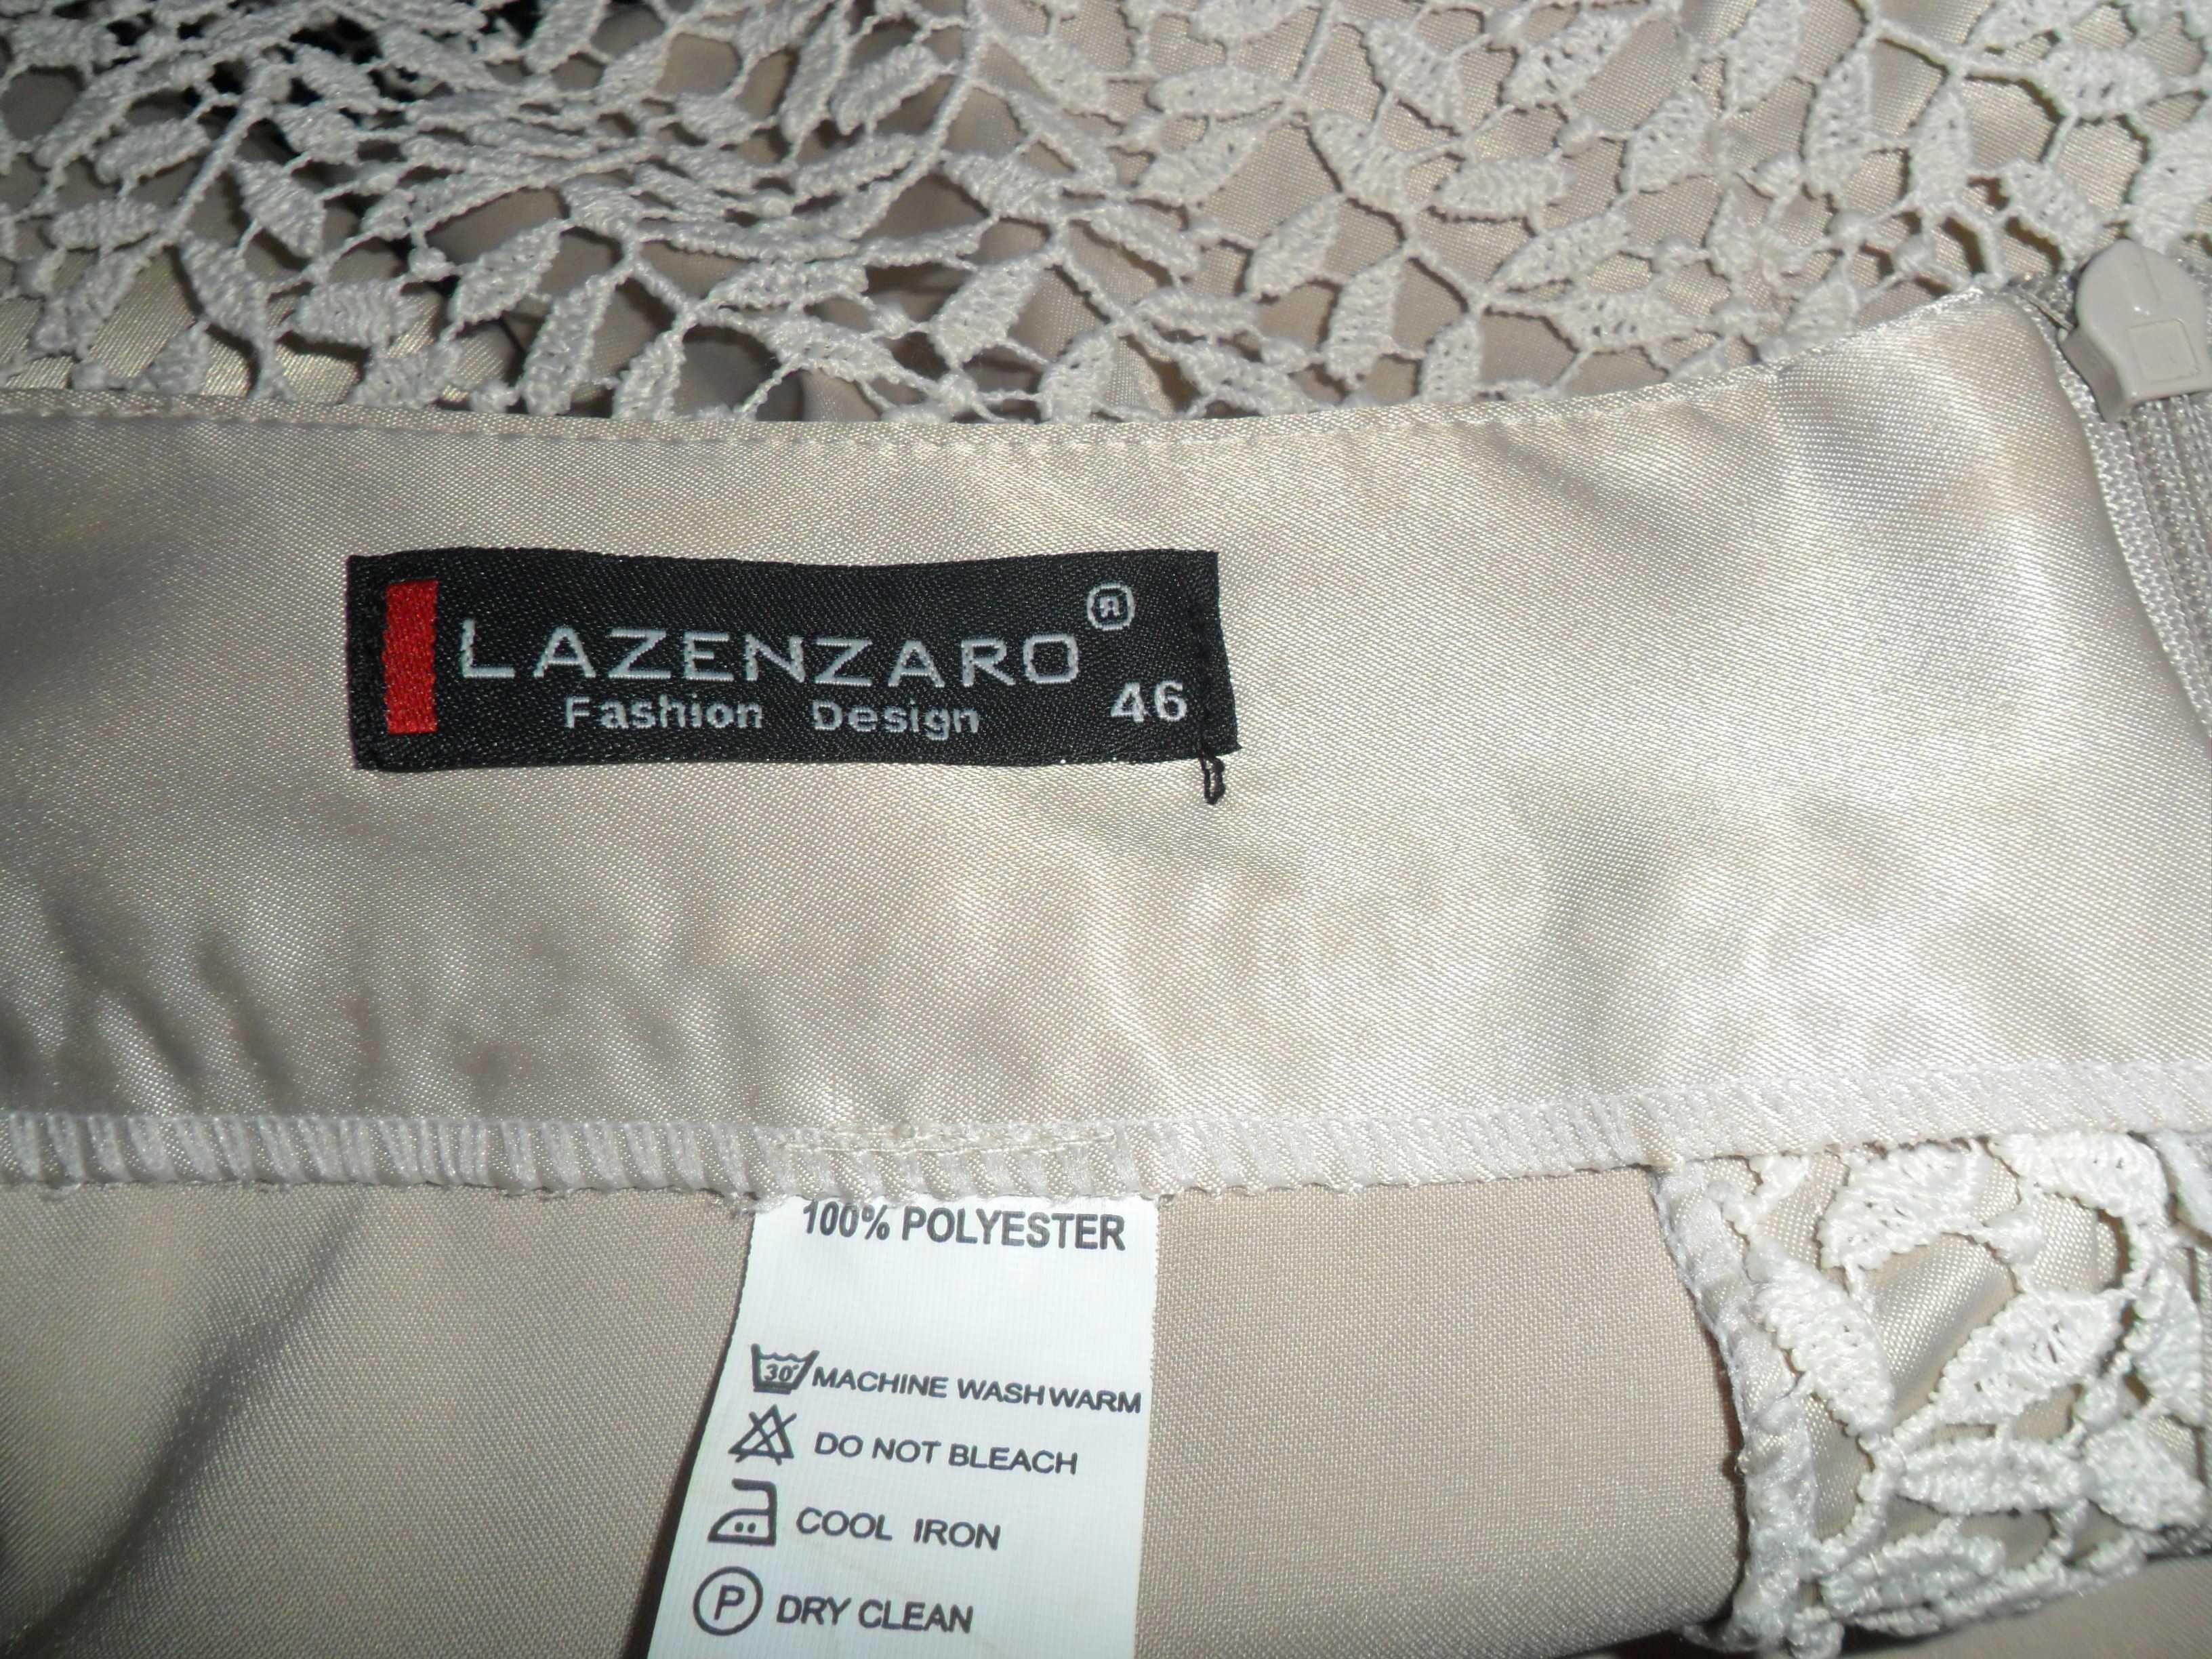 LAZENZARO®
Fashion Design 46
100% POLYESTER
30° MACHINE WASH WARM
DO NOT BLEACH
COOL IRON
P DRY CLEAN